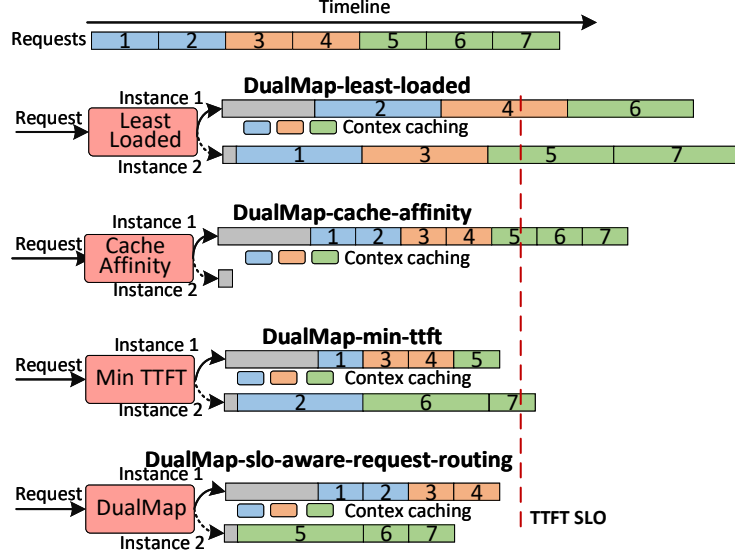 Timeline
Requests 1 2 3 4 5 6 7
DualMap-least-loaded
Request
Instance 1
Least
Loaded
Instance 2
2 4 6
Contex caching
1 3 5 7
DualMap-cache-affinity
Request
Instance 1
Cache
Affinity
Instance 2
1 2 3 4 5 6 7
Contex caching
DualMap-min-ttft
Request
Instance 1
Min TTFT
Instance 2
1 3 4 5
Contex caching
2 6 7
DualMap-slo-aware-request-routing
Request
Instance 1
DualMap
Instance 2
1 2 3 4
Contex caching
5 6 7
TTFT SLO